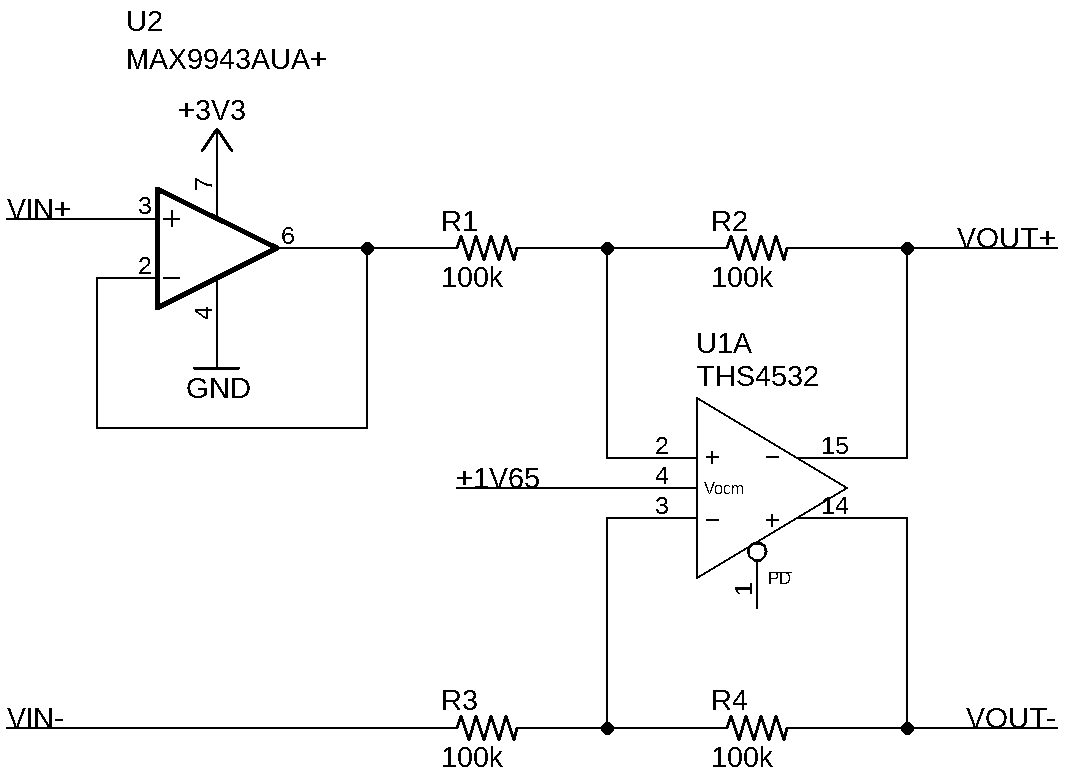 U2
MAX9943AUA+
+3V3
7
VIN+
3
+
6
2
−
4
GND
R1
100k
R2
100k
VOUT+
U1A
THS4532
2
+
−
15
+1V65
4
Vocm
3
−
+
14
1
PD
VIN-
R3
100k
R4
100k
VOUT-